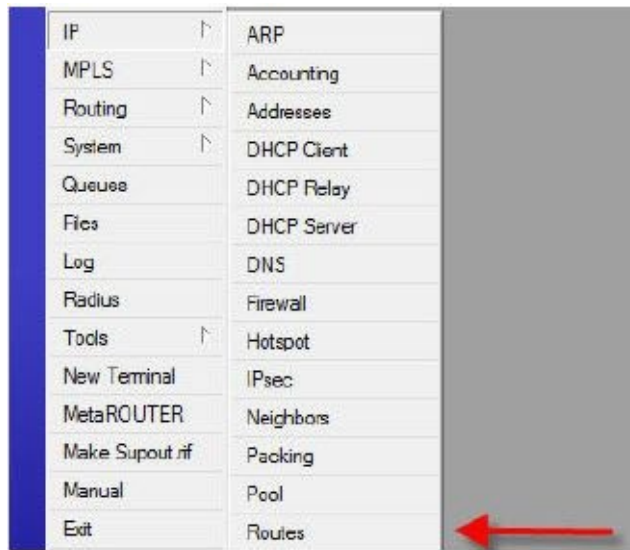 IP
MPLS
Routing
System
Queues
Files
Log
Radius
Tools
New Terminal
MetaROUTER
Make Supout.rif
Manual
Exit
ARP
Accounting
Addresses
DHCP Client
DHCP Relay
DHCP Server
DNS
Firewall
Hotspot
IPsec
Neighbors
Packing
Pool
Routes